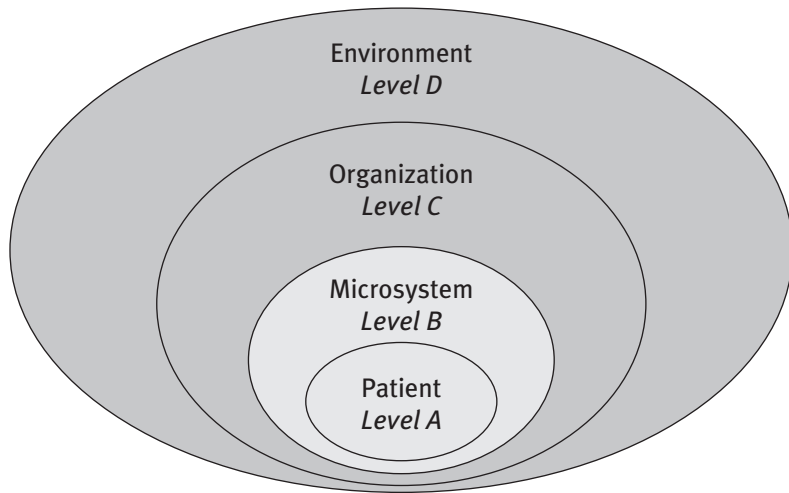 Environment
Level D
Organization
Level C
Microsystem
Level B
Patient
Level A